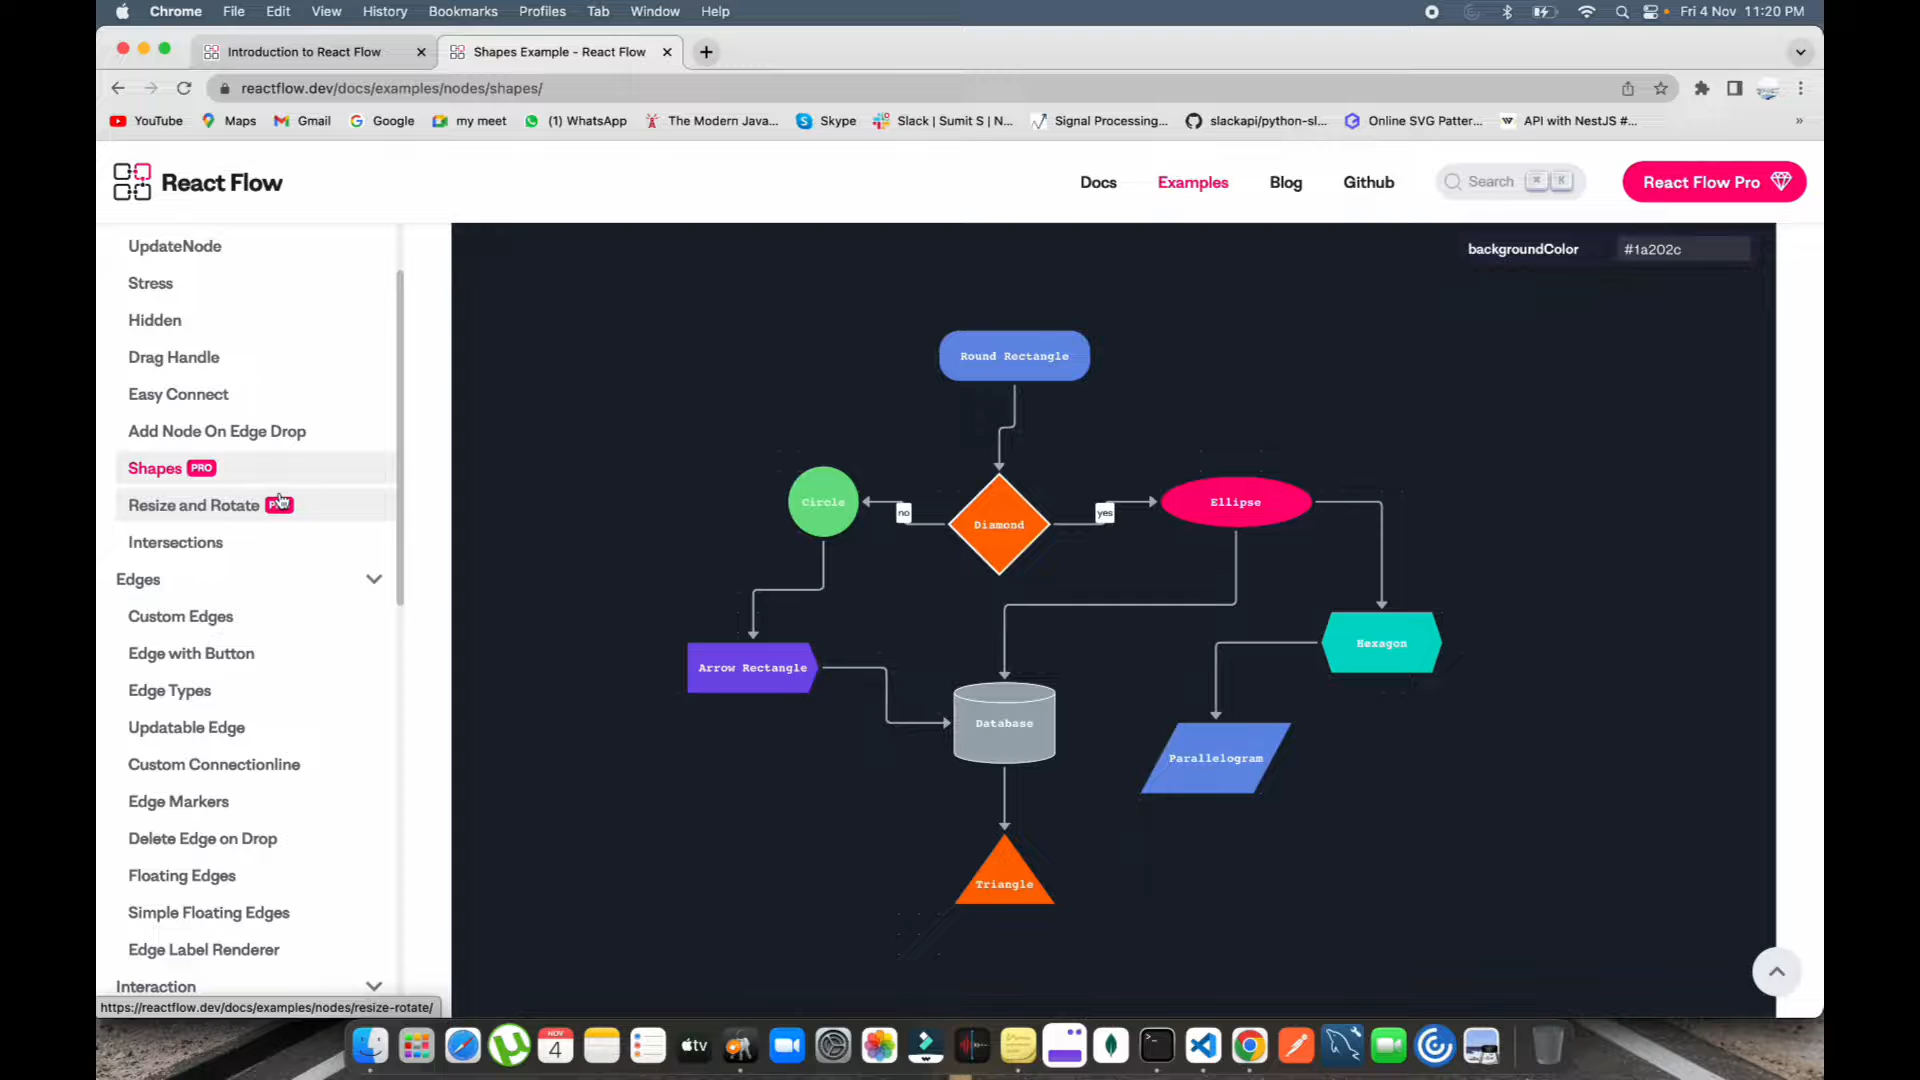 Chrome File Edit View History Bookmarks Profiles Tab Window Help Fri 4 Nov 11:20 PM
Introduction to React Flow Shapes Example - React Flow
reactflow.dev/docs/examples/nodes/shapes/
YouTube Maps Gmail Google my meet (1) WhatsApp The Modern Java... Skype Slack | Sumit S | N... Signal Processing... slackapi/python-sl... Online SVG Patter... API with NestJS #... »
React Flow Docs Examples Blog Github Search ⌘ K React Flow Pro
UpdateNode
Stress
Hidden
Drag Handle
Easy Connect
Add Node On Edge Drop
Shapes PRO
Resize and Rotate
Intersections
Edges
Custom Edges
Edge with Button
Edge Types
Updatable Edge
Custom Connectionline
Edge Markers
Delete Edge on Drop
Floating Edges
Simple Floating Edges
Edge Label Renderer
Interaction
https://reactflow.dev/docs/examples/nodes/resize-rotate/
backgroundColor #1a202c
Round Rectangle
Circle
no
Diamond
yes
Ellipse
Arrow Rectangle
Database
Hexagon
Parallelogram
Triangle
NOV
4
tv